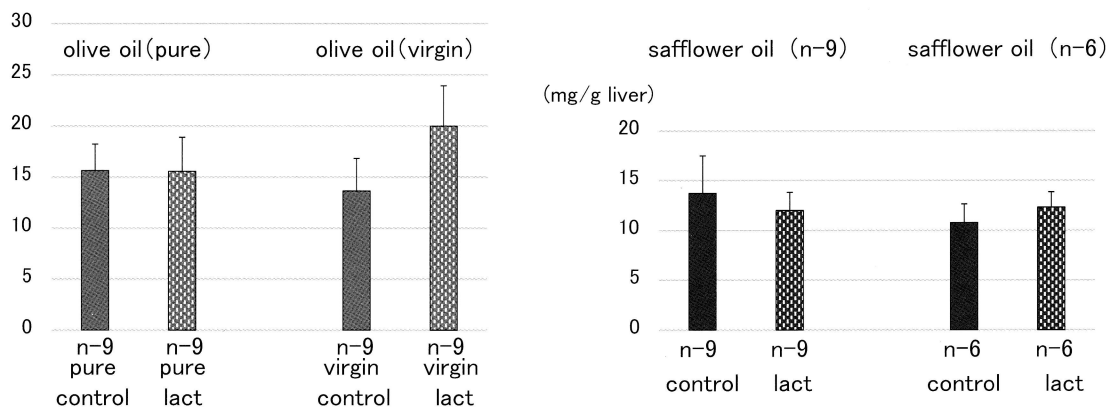 30
olive oil(pure)
olive oil(virgin)
25
20
15
10
5
0
n-9 n-9 n-9 n-9
pure pure virgin virgin
control lact control lact
safflower oil (n-9)
safflower oil (n-6)
(mg/g liver)
20
15
10
5
0
n-9 n-9 n-6 n-6
control lact control lact